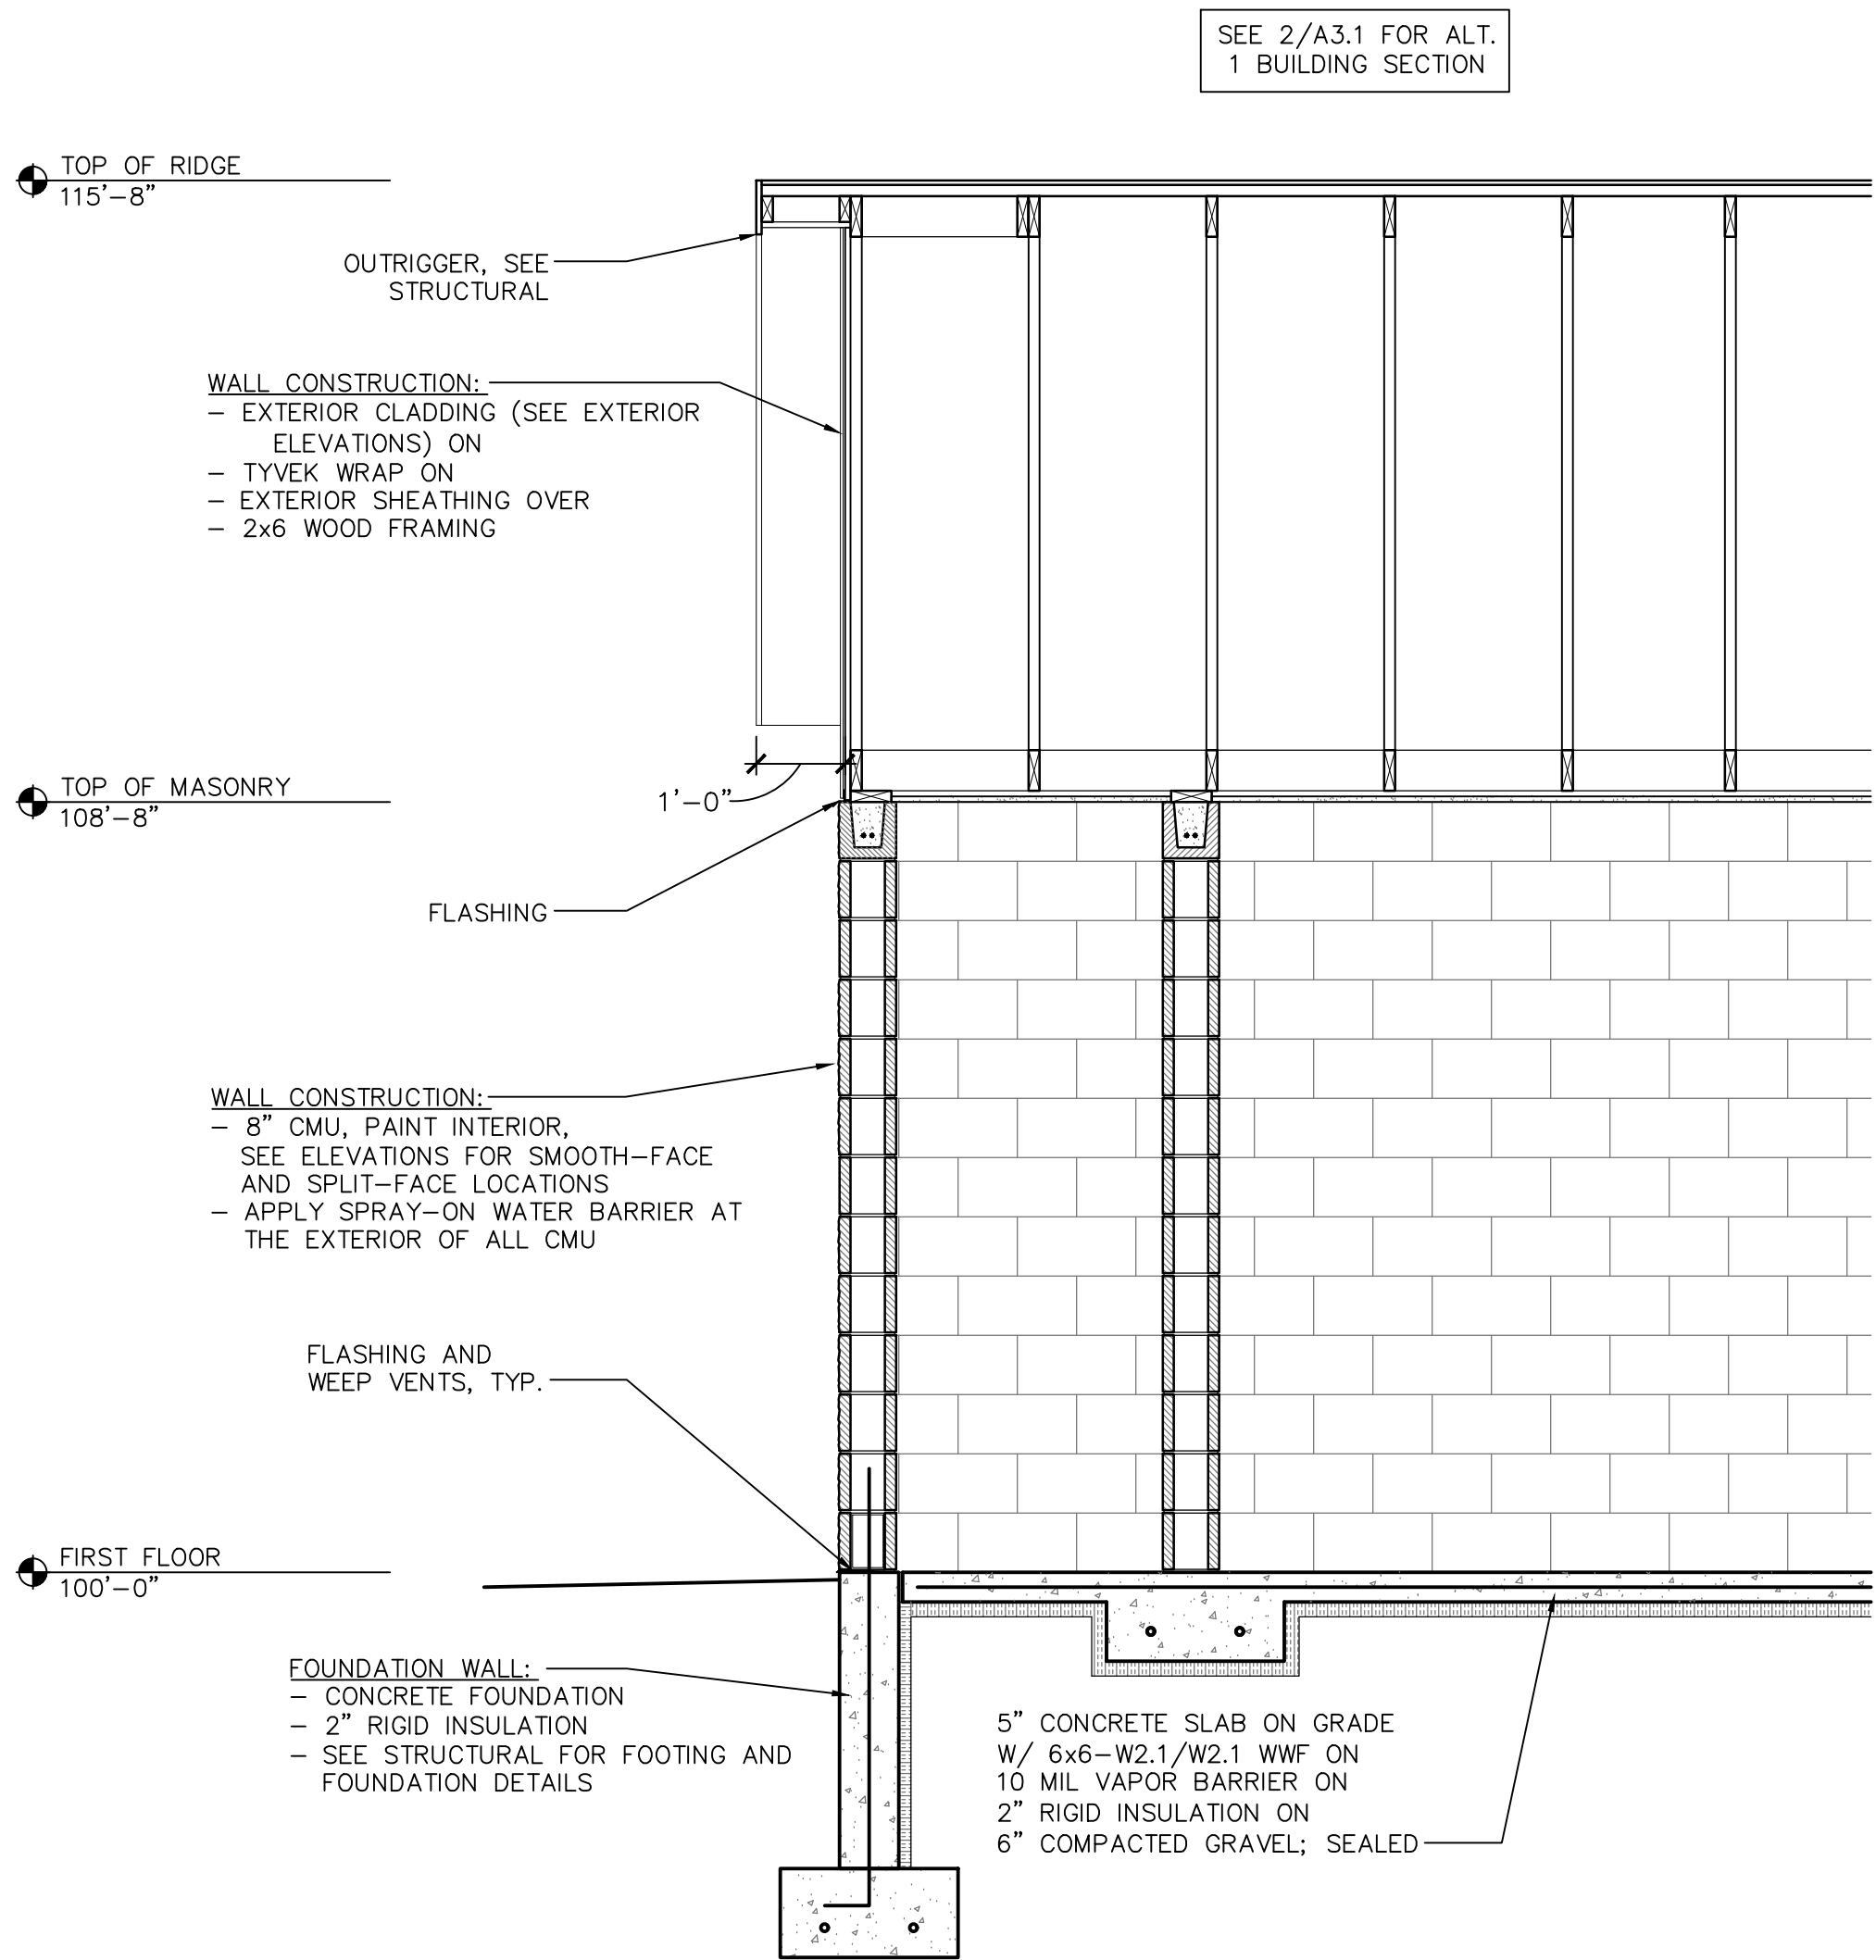 SEE 2/A3.1 FOR ALT.
1 BUILDING SECTION
TOP OF RIDGE
115'-8"
OUTRIGGER, SEE
STRUCTURAL
WALL CONSTRUCTION:
- EXTERIOR CLADDING (SEE EXTERIOR
ELEVATIONS) ON
- TYVEK WRAP ON
- EXTERIOR SHEATHING OVER
- 2x6 WOOD FRAMING
TOP OF MASONRY
108'-8"
1'-0"
FLASHING
WALL CONSTRUCTION:
- 8" CMU, PAINT INTERIOR,
SEE ELEVATIONS FOR SMOOTH-FACE
AND SPLIT-FACE LOCATIONS
- APPLY SPRAY-ON WATER BARRIER AT
THE EXTERIOR OF ALL CMU
FLASHING AND
WEEP VENTS, TYP.
FIRST FLOOR
100'-0"
FOUNDATION WALL:
- CONCRETE FOUNDATION
- 2" RIGID INSULATION
- SEE STRUCTURAL FOR FOOTING AND
FOUNDATION DETAILS
5" CONCRETE SLAB ON GRADE
W/ 6x6-W2.1/W2.1 WWF ON
10 MIL VAPOR BARRIER ON
2" RIGID INSULATION ON
6" COMPACTED GRAVEL; SEALED